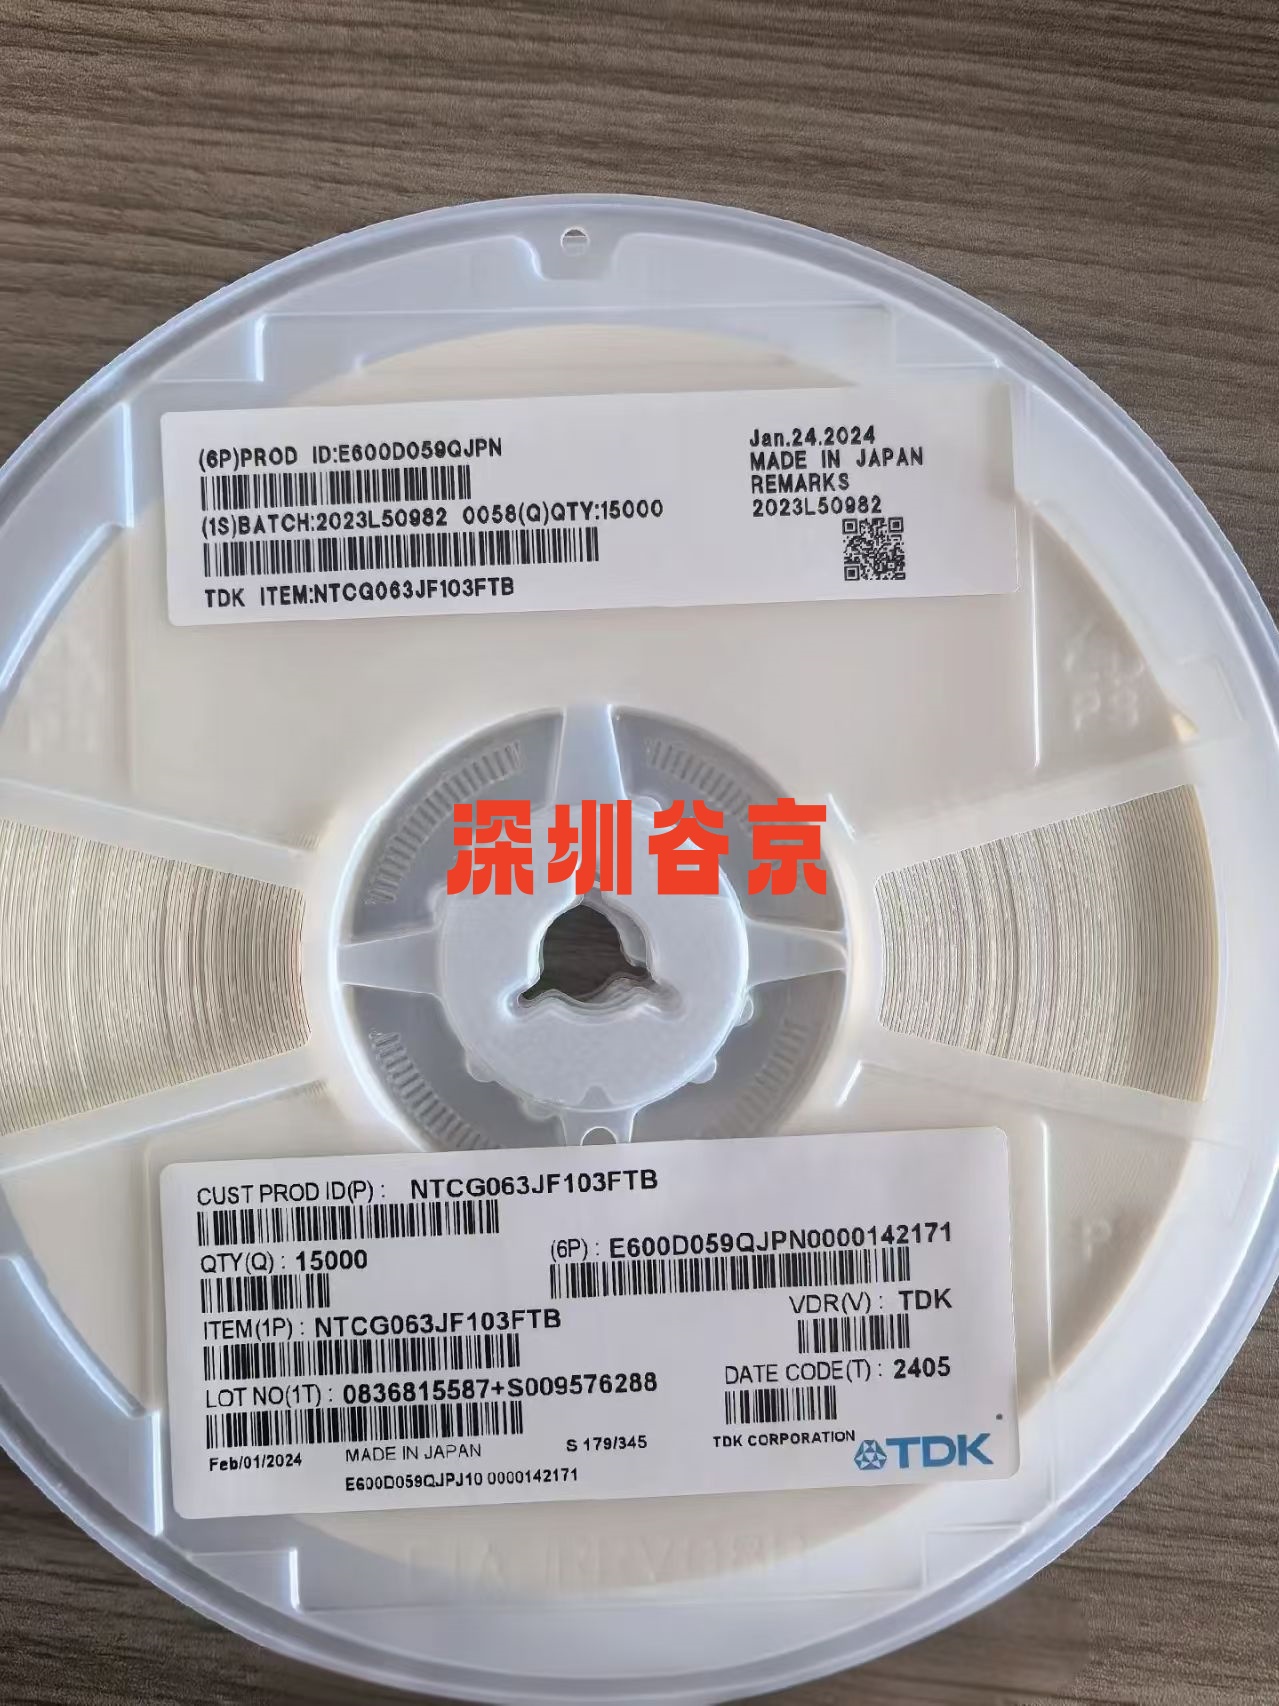 (6P)PROD ID:E600D059QJPN
(1S)BATCH:2023L50982 0058(Q)QTY:15000
TDK ITEM:NTCG063JF103FTB
Jan.24.2024
MADE IN JAPAN
REMARKS
2023L50982
深圳谷京
CUST PROD ID(P) : NTCG063JF103FTB
QTY(Q) : 15000
(6P) : E600D059QJPN0000142171
ITEM(1P) : NTCG063JF103FTB
VDR(V) : TDK
LOT NO(1T) : 0836815587+S009576288
DATE CODE(T) : 2405
Feb/01/2024 MADE IN JAPAN S 179/345 TDK CORPORATION
TDK
E600D059QJPJ10 0000142171